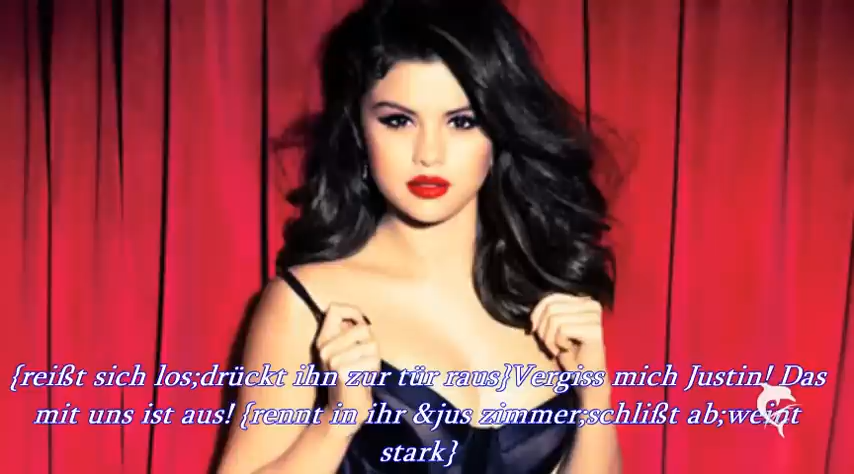 {reißt sich los;drückt ihn zur tür raus}Vergiss mich Justin! Das
mit uns ist aus! {rennt in ihr &jus zimmer;schlißt ab;weint
stark}